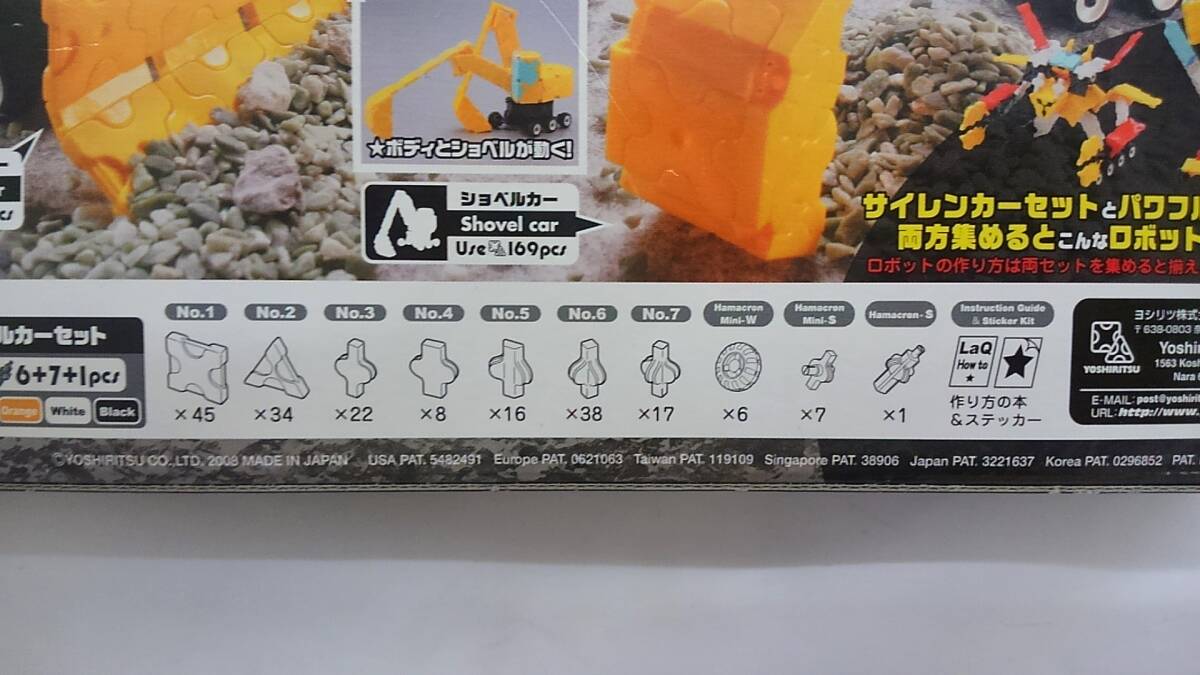 ★ボディとショベルが動く!
ショベルカー
Shovel car
Use 169pcs
サイレンカーセットとパワフル
両方集めるとこんなロボット
ロボットの作り方は両セットを集めると揃え
ルカーセット
6+7+1pcs
Orange White Black
No.1 No.2 No.3 No.4 No.5 No.6 No.7 Hamacron Mini-W Hamacron Mini-S Hamacron-S Instruction Guide & Sticker Kit
LaQ
How to
★
×45 ×34 ×22 ×8 ×16 ×38 ×17 ×6 ×7 ×1
作り方の本
&ステッカー
YOSHIRITSU
ヨシリツ株式
〒638-0803
Yoshi
1563 Kosh
Nara
E-MAIL: post@yoshirit
URL: http://www.
©YOSHIRITSU CO., LTD. 2008 MADE IN JAPAN USA PAT. 5482491 Europe PAT. 0621063 Taiwan PAT. 119109 Singapore PAT. 38906 Japan PAT. 3221637 Korea PAT. 0296852 PAT.